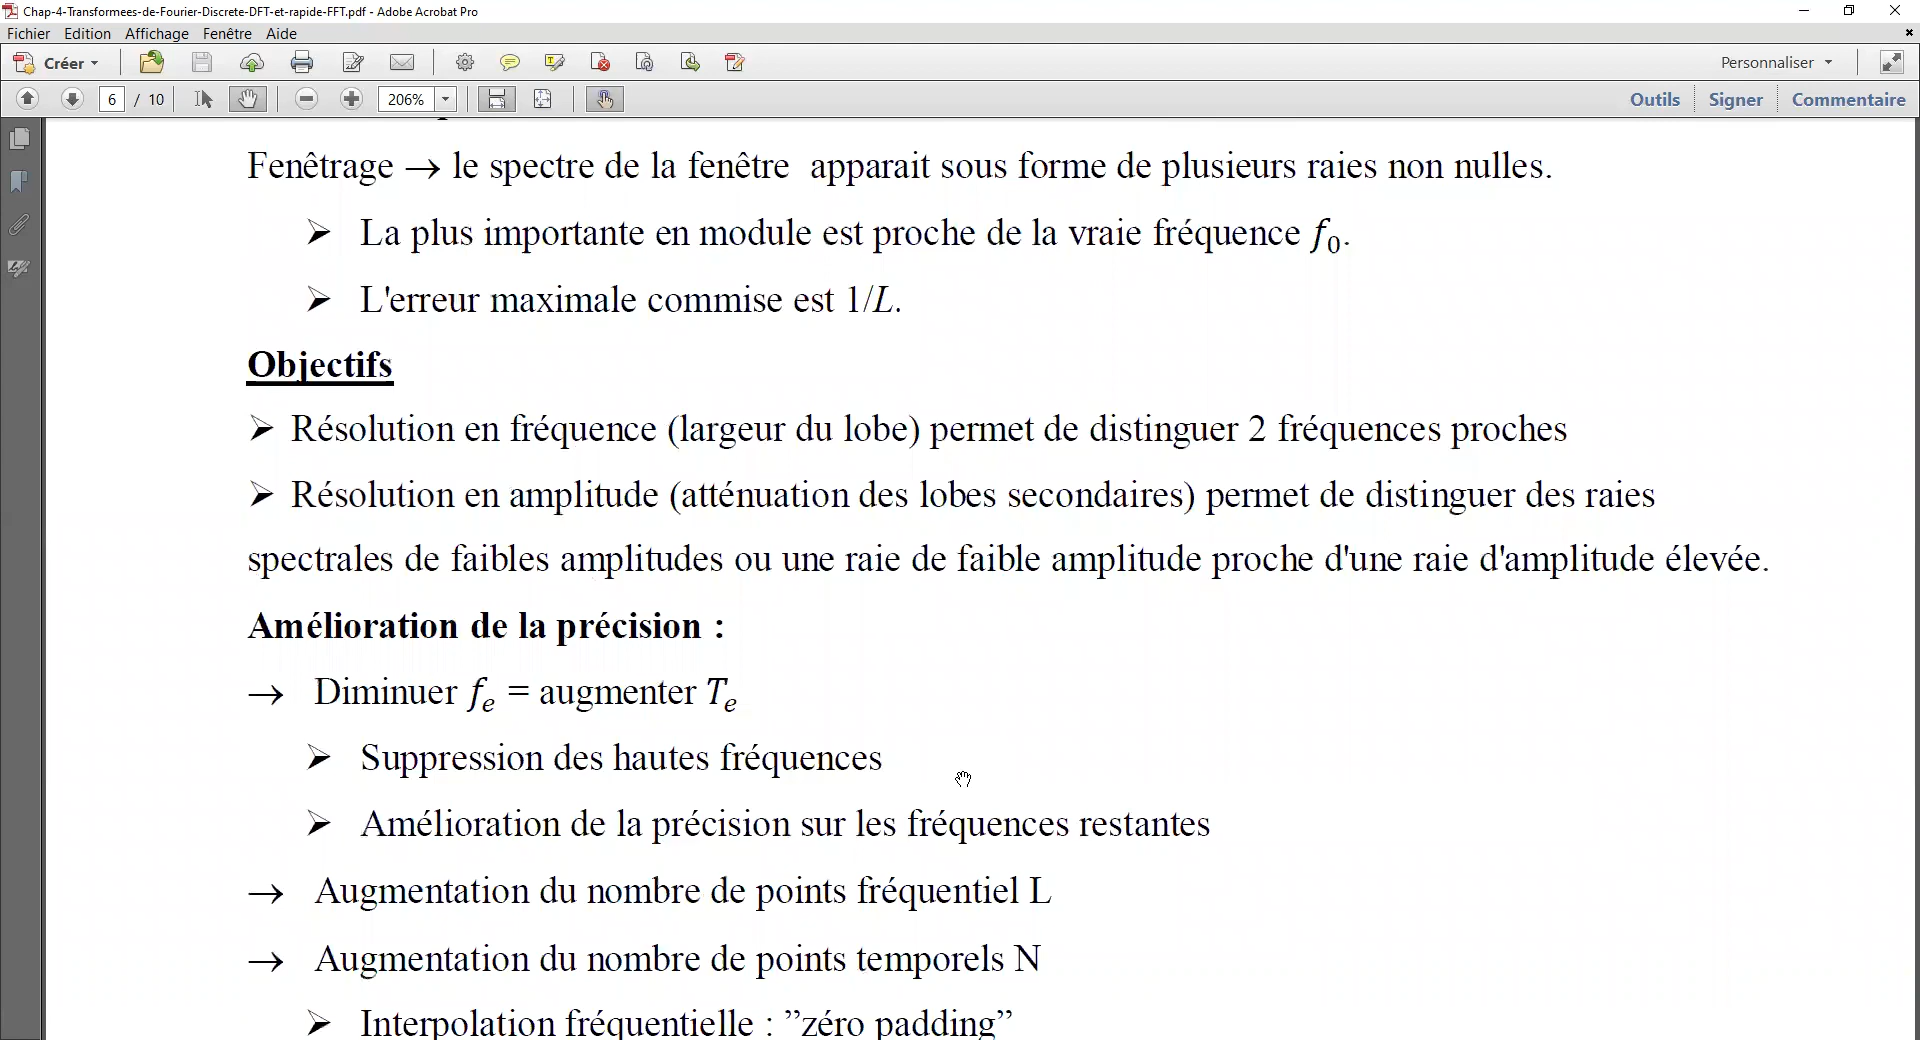 Chap-4-Transformees-de-Fourier-Discrete-DFT-et-rapide-FFT.pdf - Adobe Acrobat Pro
Fichier Edition Affichage Fenêtre Aide
Créer Personnaliser
6 / 10 206% Outils Signer Commentaire
Fenêtrage → le spectre de la fenêtre apparait sous forme de plusieurs raies non nulles.
➢ La plus importante en module est proche de la vraie fréquence f₀.
➢ L'erreur maximale commise est 1/L.
Objectifs
➢ Résolution en fréquence (largeur du lobe) permet de distinguer 2 fréquences proches
➢ Résolution en amplitude (atténuation des lobes secondaires) permet de distinguer des raies
spectrales de faibles amplitudes ou une raie de faible amplitude proche d'une raie d'amplitude élevée.
Amélioration de la précision :
→ Diminuer fₑ = augmenter Tₑ
➢ Suppression des hautes fréquences
➢ Amélioration de la précision sur les fréquences restantes
→ Augmentation du nombre de points fréquentiel L
→ Augmentation du nombre de points temporels N
➢ Interpolation fréquentielle : ”zéro padding”